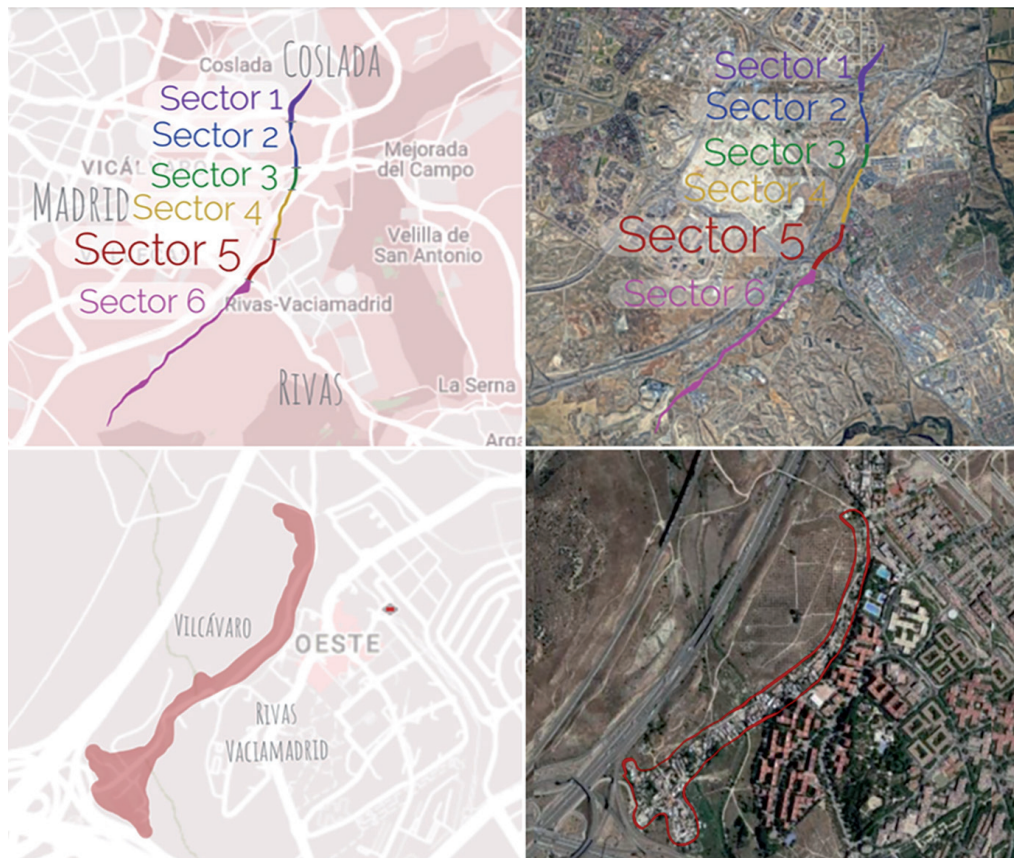 Coslada COSLADA
Sector 1
Sector 2
VICÁL
Sector 3
Mejorada
del Campo
MADRID Sector 4
Sector 5
Velilla de
San Antonio
Sector 6
Rivas-Vaciamadrid
RIVAS
La Serna
Arga
Sector 1
Sector 2
Sector 3
Sector 4
Sector 5
Sector 6
VILCÁVARO
OESTE
RIVAS
VACIAMADRID